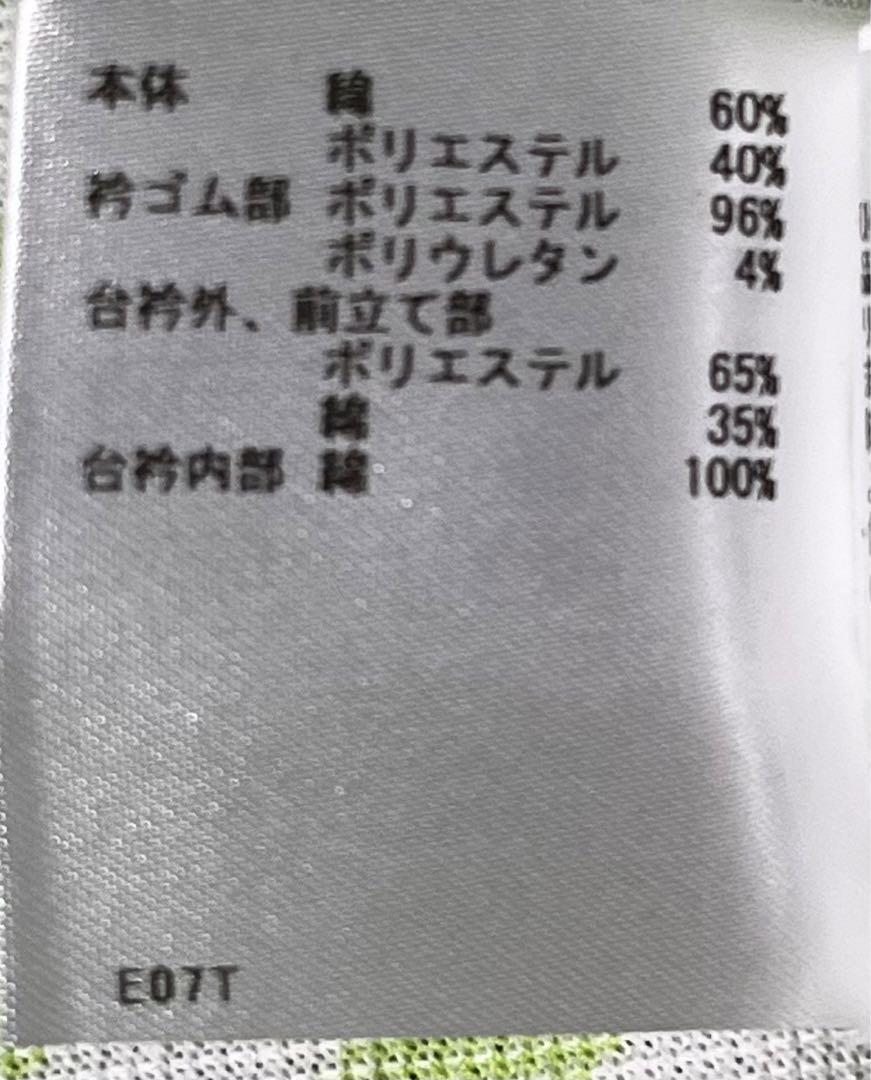 本体 綿 60%
ポリエステル 40%
衿ゴム部 ポリエステル 96%
ポリウレタン 4%
台衿外、前立て部
ポリエステル 65%
綿 35%
台衿内部 綿 100%
E07T